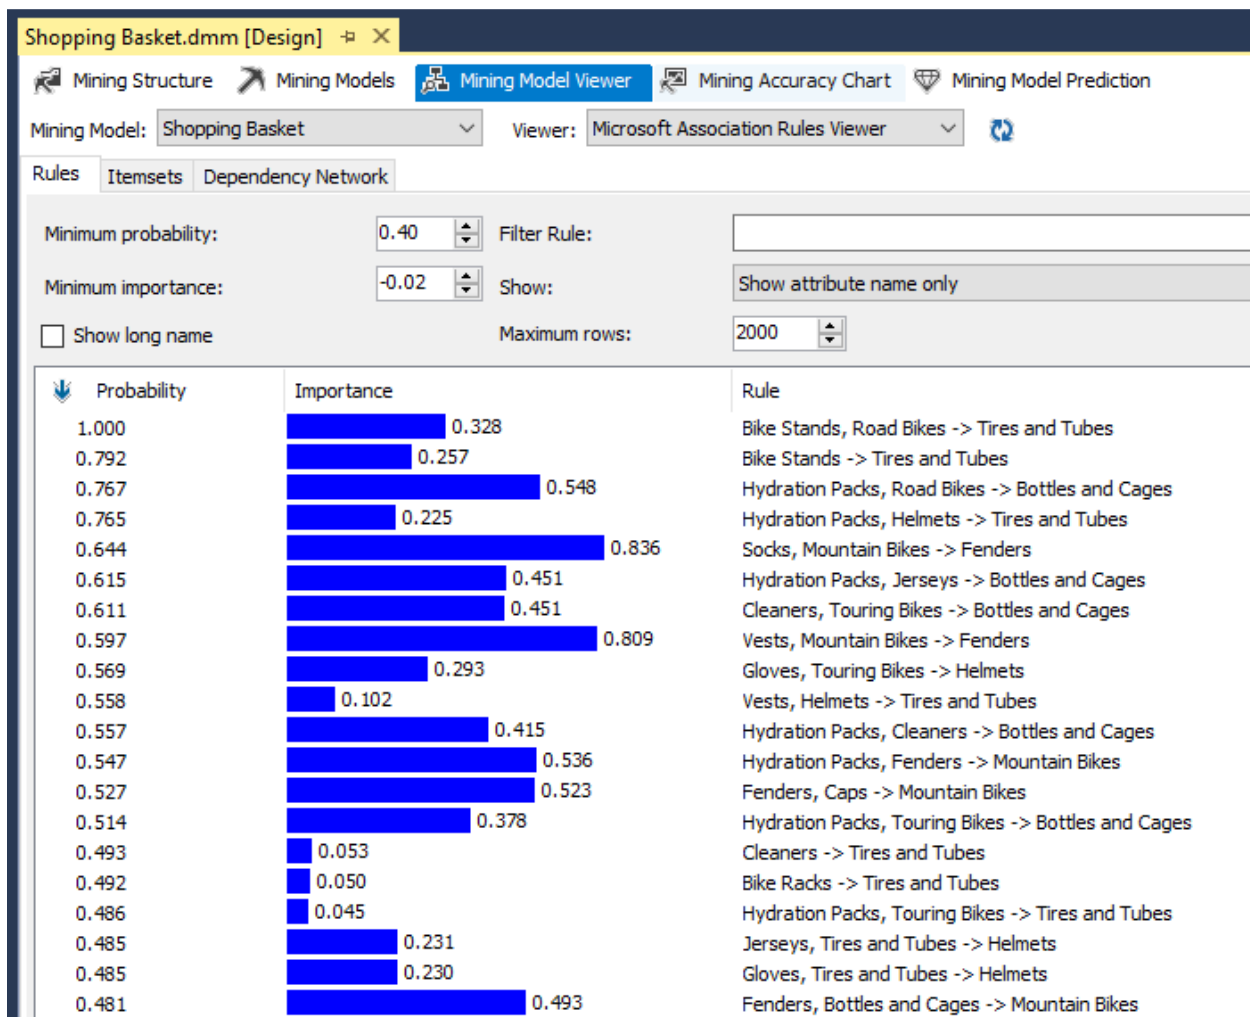 Shopping Basket.dmm [Design]
Mining Structure Mining Models Mining Model Viewer Mining Accuracy Chart Mining Model Prediction
Mining Model: Shopping Basket Viewer: Microsoft Association Rules Viewer
Rules Itemsets Dependency Network
Minimum probability: 0.40 Filter Rule:
Minimum importance: -0.02 Show: Show attribute name only
Show long name Maximum rows: 2000
Probability Importance Rule
1.000 0.328 Bike Stands, Road Bikes -> Tires and Tubes
0.792 0.257 Bike Stands -> Tires and Tubes
0.767 0.548 Hydration Packs, Road Bikes -> Bottles and Cages
0.765 0.225 Hydration Packs, Helmets -> Tires and Tubes
0.644 0.836 Socks, Mountain Bikes -> Fenders
0.615 0.451 Hydration Packs, Jerseys -> Bottles and Cages
0.611 0.451 Cleaners, Touring Bikes -> Bottles and Cages
0.597 0.809 Vests, Mountain Bikes -> Fenders
0.569 0.293 Gloves, Touring Bikes -> Helmets
0.558 0.102 Vests, Helmets -> Tires and Tubes
0.557 0.415 Hydration Packs, Cleaners -> Bottles and Cages
0.547 0.536 Hydration Packs, Fenders -> Mountain Bikes
0.527 0.523 Fenders, Caps -> Mountain Bikes
0.514 0.378 Hydration Packs, Touring Bikes -> Bottles and Cages
0.493 0.053 Cleaners -> Tires and Tubes
0.492 0.050 Bike Racks -> Tires and Tubes
0.486 0.045 Hydration Packs, Touring Bikes -> Tires and Tubes
0.485 0.231 Jerseys, Tires and Tubes -> Helmets
0.485 0.230 Gloves, Tires and Tubes -> Helmets
0.481 0.493 Fenders, Bottles and Cages -> Mountain Bikes